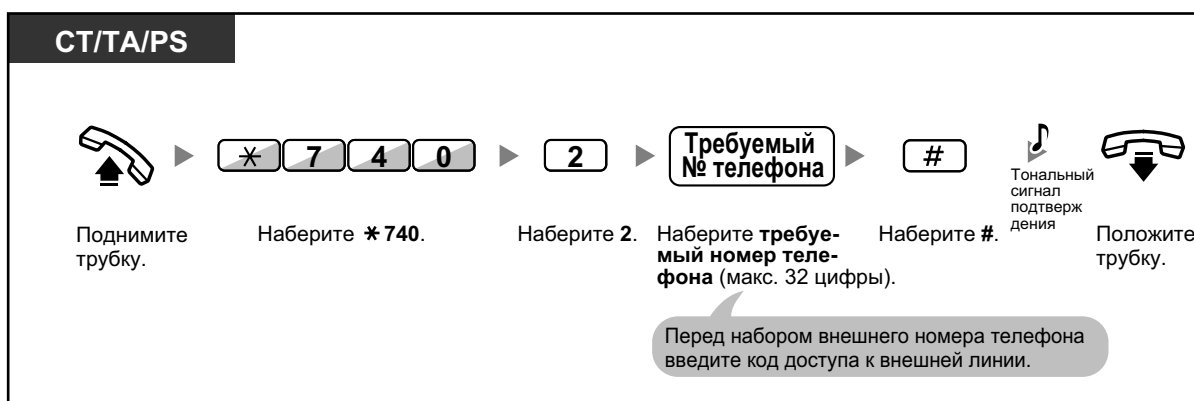 CT/TA/PS
* 7 4 0
2
Требуемый
№ телефона
#
Тональный
сигнал
подтверж
дения
Поднимите
трубку.
Наберите *740.
Наберите 2.
Наберите требуе-
мый номер теле-
фона (макс. 32 цифры).
Наберите #.
Положите
трубку.
Перед набором внешнего номера телефона
введите код доступа к внешней линии.